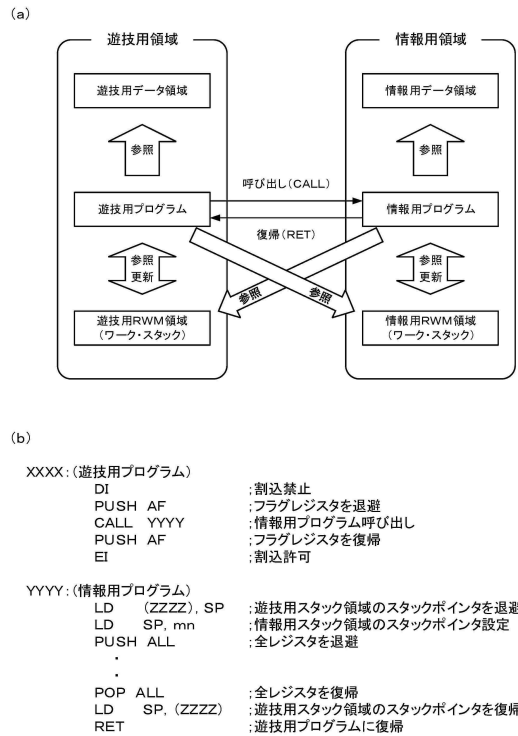 (a)
遊技用領域
情報用領域
遊技用データ領域
情報用データ領域
参照
参照
呼び出し(CALL)
遊技用プログラム
情報用プログラム
復帰(RET)
参照
更新
参照
参照
参照
更新
遊技用RWM領域
(ワーク・スタック)
情報用RWM領域
(ワーク・スタック)
(b)
XXXX:(遊技用プログラム)
DI ;割込禁止
PUSH AF ;フラグレジスタを退避
CALL YYYY ;情報用プログラム呼び出し
PUSH AF ;フラグレジスタを復帰
EI ;割込許可
YYYY:(情報用プログラム)
LD (ZZZZ), SP ;遊技用スタック領域のスタックポインタを退避
LD SP, mn ;情報用スタック領域のスタックポインタ設定
PUSH ALL ;全レジスタを退避
・
・
POP ALL ;全レジスタを復帰
LD SP, (ZZZZ) ;遊技用スタック領域のスタックポインタを復帰
RET ;遊技用プログラムに復帰